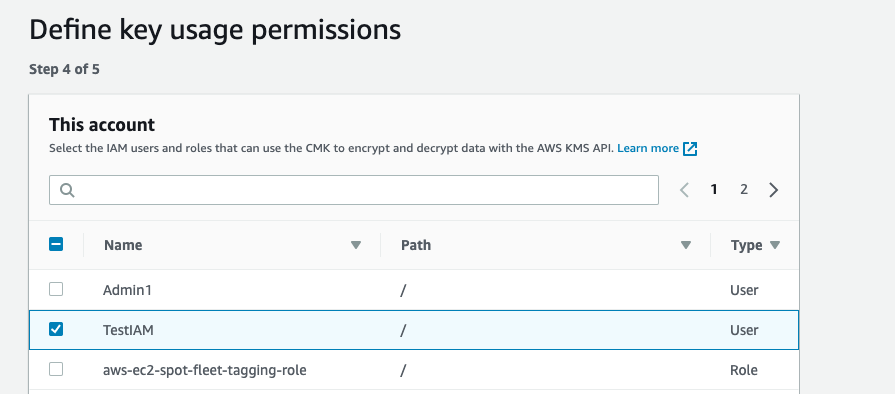 Define key usage permissions
Step 4 of 5
This account
Select the IAM users and roles that can use the CMK to encrypt and decrypt data with the AWS KMS API. Learn more
1 2
Name Path Type
Admin1 / User
TestIAM / User
aws-ec2-spot-fleet-tagging-role / Role